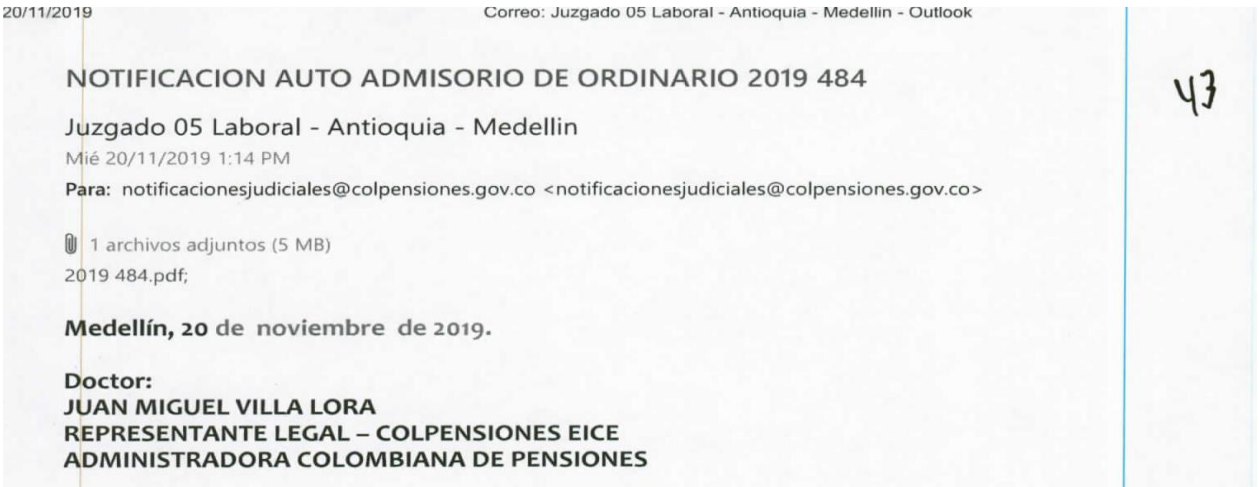 20/11/2019 Correo: Juzgado 05 Laboral - Antioquia - Medellin - Outlook
NOTIFICACION AUTO ADMISORIO DE ORDINARIO 2019 484
43
Juzgado 05 Laboral - Antioquia - Medellin
Mié 20/11/2019 1:14 PM
Para: notificacionesjudiciales@colpensiones.gov.co <notificacionesjudiciales@colpensiones.gov.co>
1 archivos adjuntos (5 MB)
2019 484.pdf;
Medellín, 20 de noviembre de 2019.
Doctor:
JUAN MIGUEL VILLA LORA
REPRESENTANTE LEGAL – COLPENSIONES EICE
ADMINISTRADORA COLOMBIANA DE PENSIONES